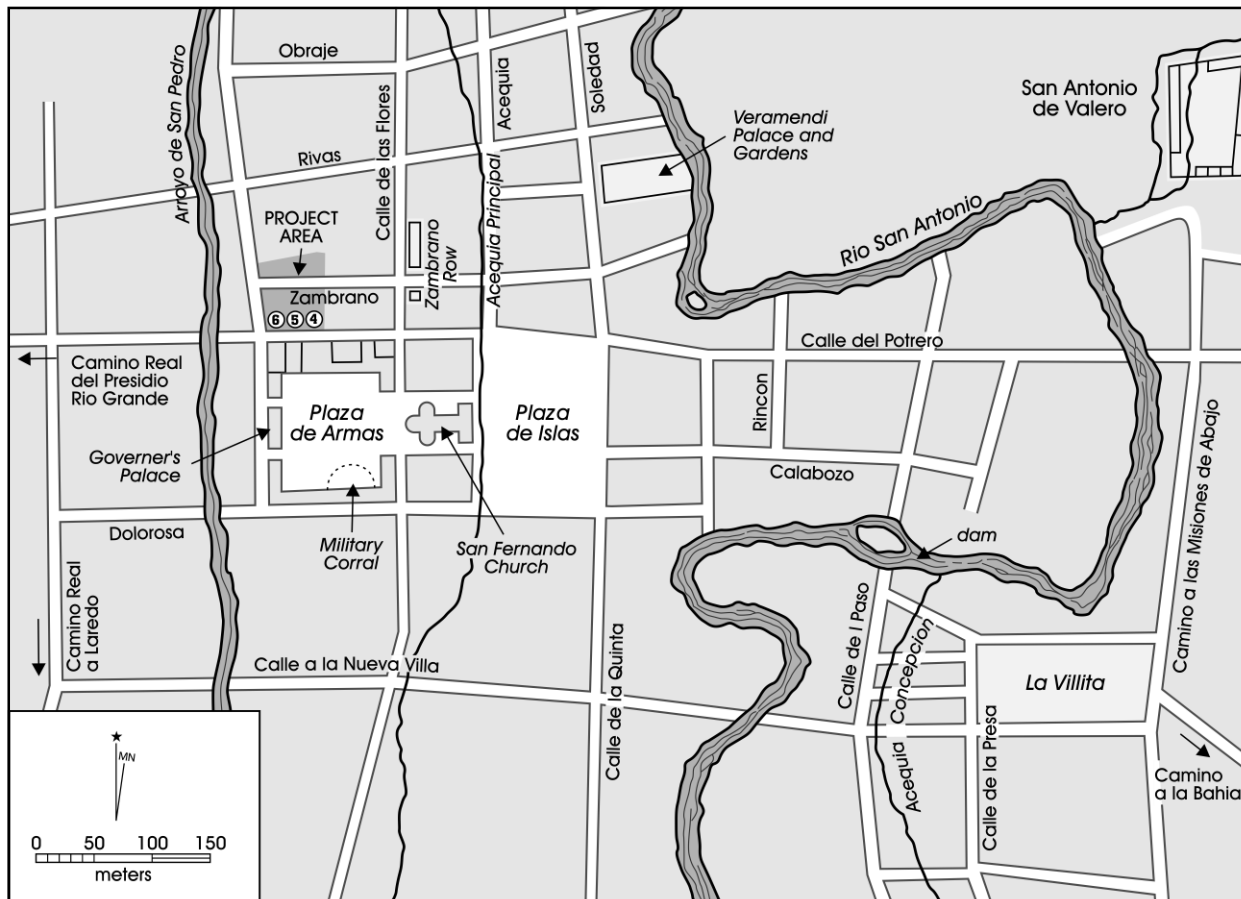 Obraje
Arroyo de San Pedro
Calle de las Flores
Acequia
Soledad
San Antonio
de Valero
Veramendi
Palace and
Gardens
Rivas
Acequia Principal
PROJECT
AREA
Zambrano
Row
Rio San Antonio
Zambrano
6 5 4
Calle del Potrero
Camino Real
del Presidio
Rio Grande
Plaza
de Armas
Plaza
de Islas
Rincon
Governer's
Palace
Calabozo
Camino a las Misiones de Abajo
Dolorosa
Military
Corral
San Fernando
Church
dam
Camino Real
a Laredo
Calle a la Nueva Villa
Calle de la Quinta
Calle de l Paso
Acequia Concepcion
Calle de la Presa
La Villita
Camino
a la Bahia
MN
0 50 100 150
meters